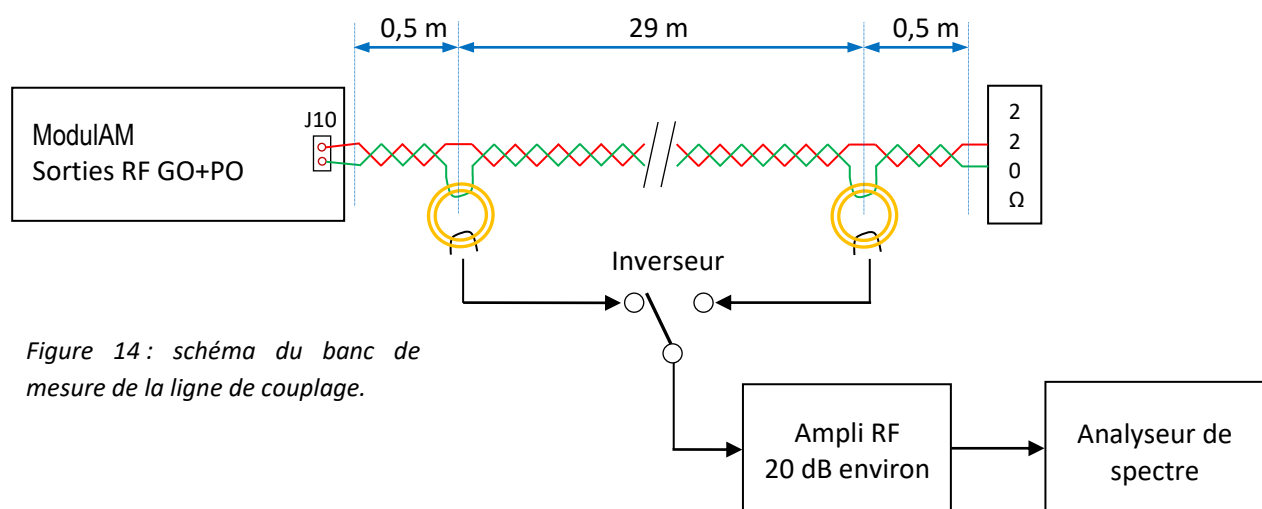 0,5 m
29 m
0,5 m
ModulAM
Sorties RF GO+PO
J10
2
2
0
Ω
Inverseur
Figure 14 : schéma du banc de
mesure de la ligne de couplage.
Ampli RF
20 dB environ
Analyseur de
spectre